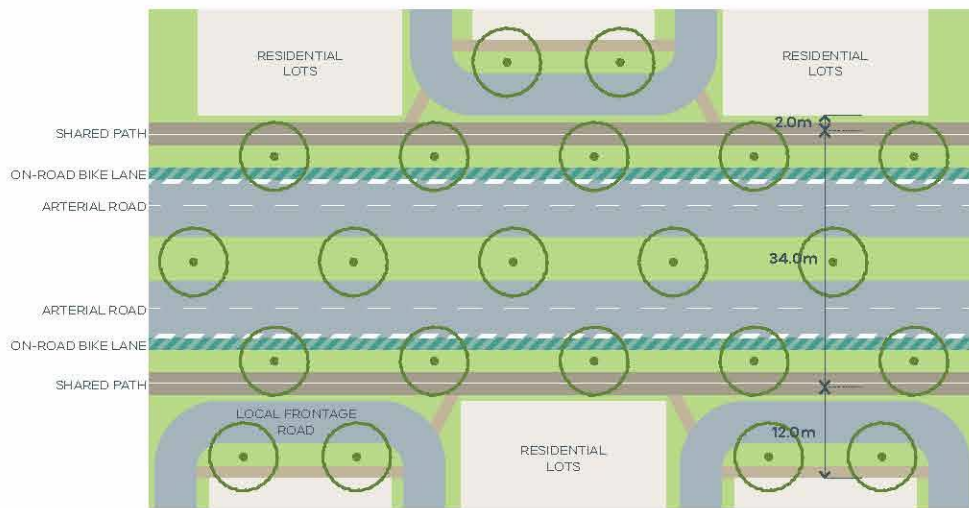 RESIDENTIAL
LOTS
RESIDENTIAL
LOTS
2.0m
SHARED PATH
ON-ROAD BIKE LANE
ARTERIAL ROAD
34.0m
ARTERIAL ROAD
ON-ROAD BIKE LANE
SHARED PATH
LOCAL FRONTAGE
ROAD
12.0m
RESIDENTIAL
LOTS